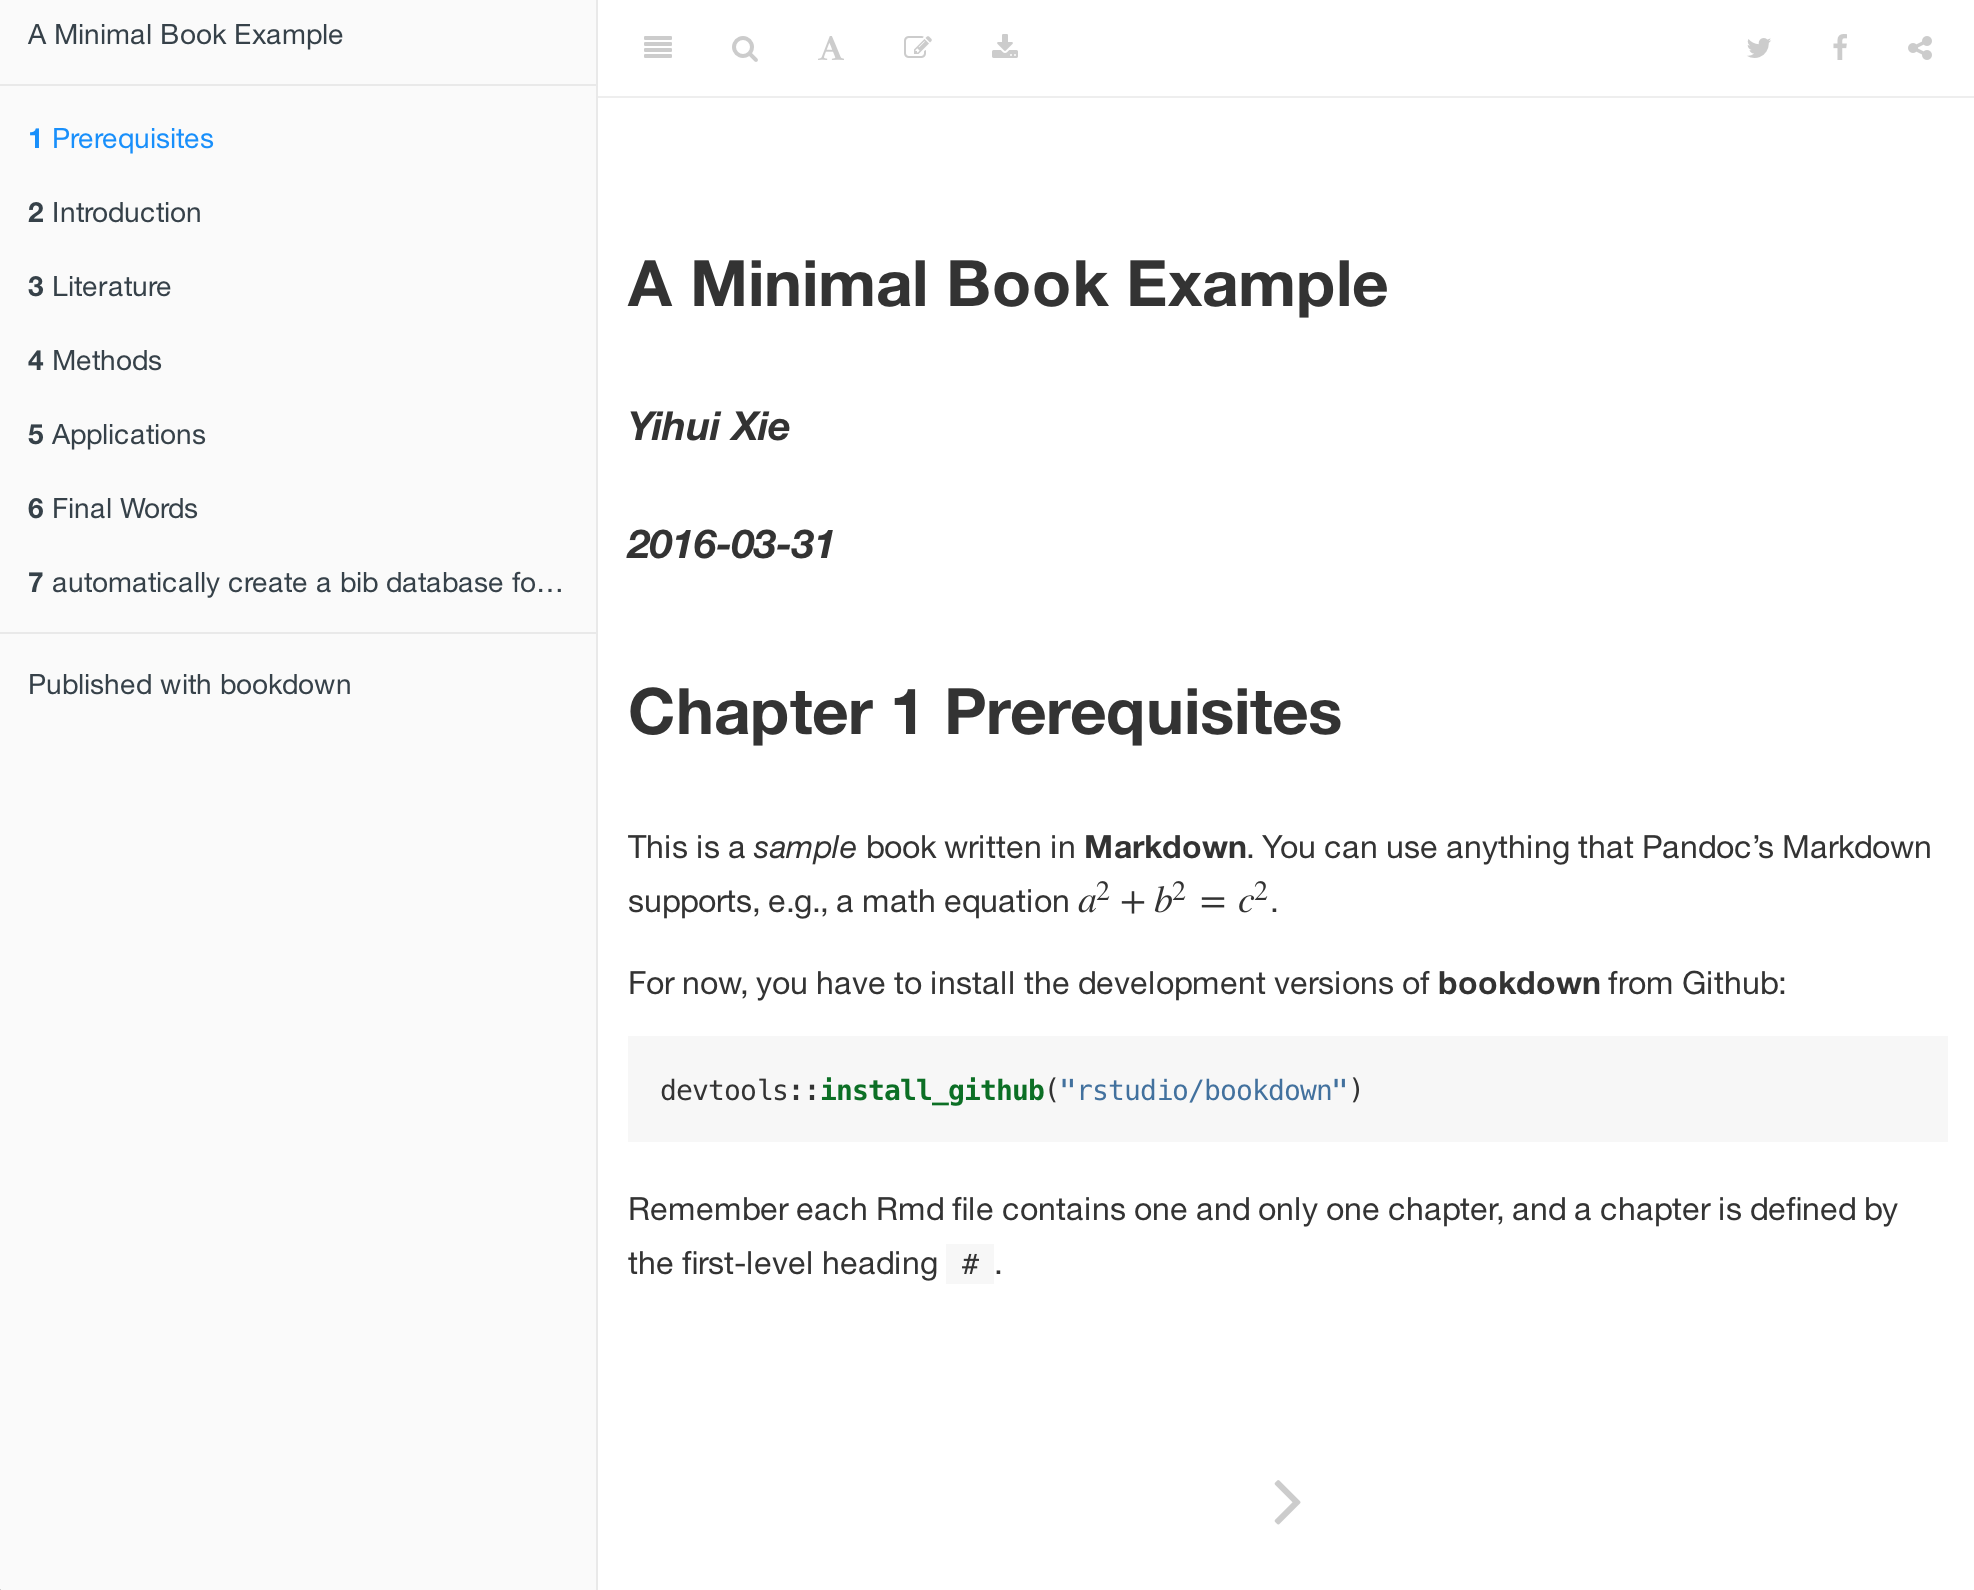 A Minimal Book Example
1 Prerequisites
2 Introduction
3 Literature
4 Methods
5 Applications
6 Final Words
7 automatically create a bib database fo…
Published with bookdown
A Minimal Book Example
Yihui Xie
2016-03-31
Chapter 1 Prerequisites
This is a sample book written in Markdown. You can use anything that Pandoc’s Markdown
supports, e.g., a math equation a² + b² = c².
For now, you have to install the development versions of bookdown from Github:
devtools::install_github("rstudio/bookdown")
Remember each Rmd file contains one and only one chapter, and a chapter is defined by
the first-level heading # .